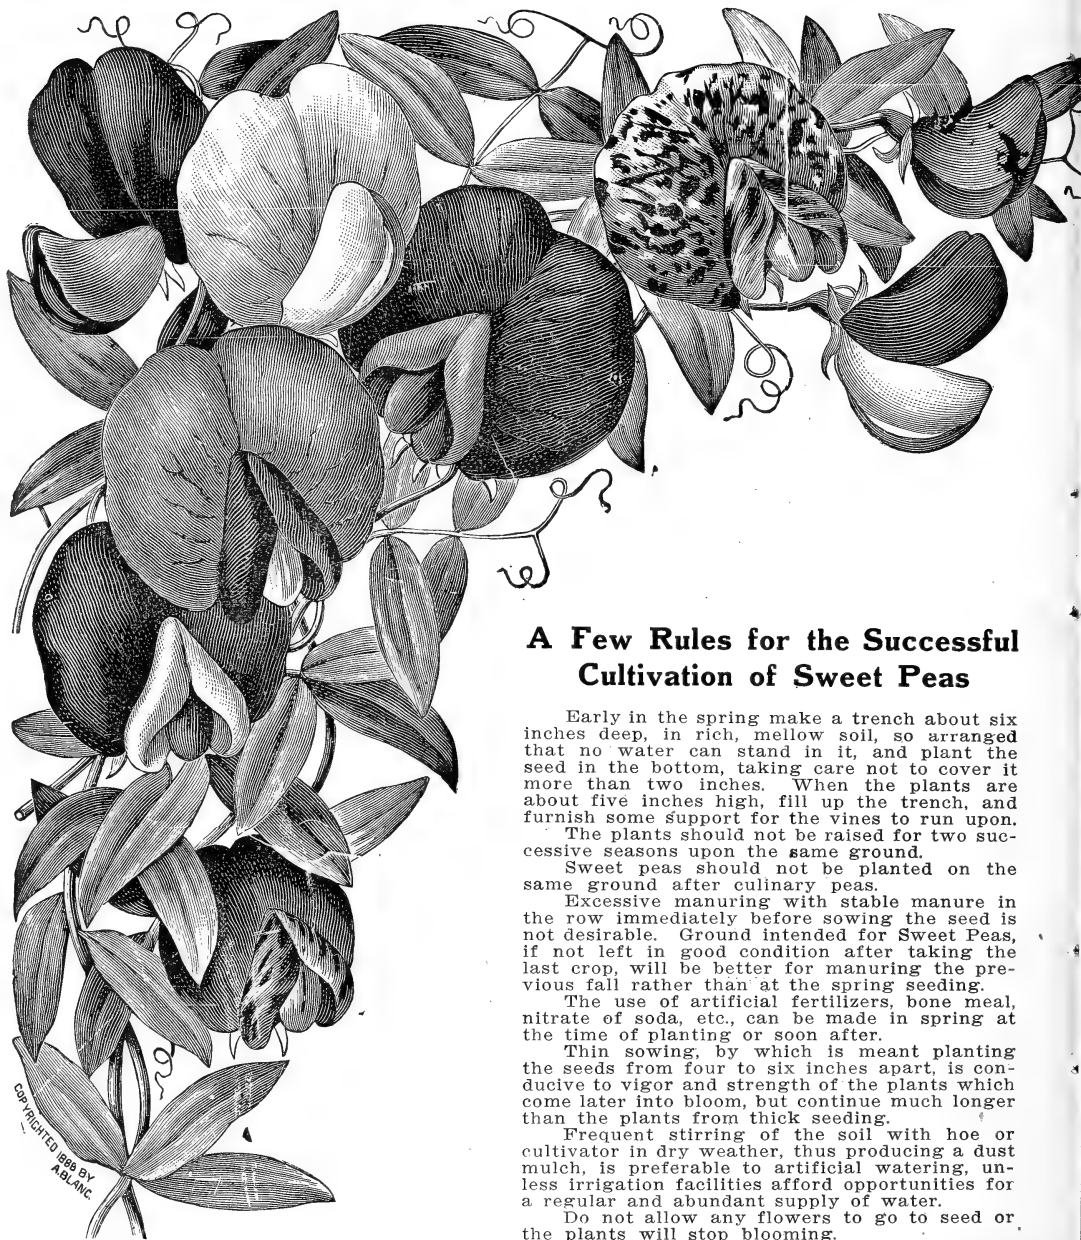 A Few Rules for the Successful
Cultivation of Sweet Peas
Early in the spring make a trench about six
inches deep, in rich, mellow soil, so arranged
that no water can stand in it, and plant the
seed in the bottom, taking care not to cover it
more than two inches. When the plants are
about five inches high, fill up the trench, and
furnish some support for the vines to run upon.
The plants should not be raised for two suc-
cessive seasons upon the same ground.
Sweet peas should not be planted on the
same ground after culinary peas.
Excessive manuring with stable manure in
the row immediately before sowing the seed is
not desirable. Ground intended for Sweet Peas,
if not left in good condition after taking the
last crop, will be better for manuring the pre-
vious fall rather than at the spring seeding.
The use of artificial fertilizers, bone meal,
nitrate of soda, etc., can be made in spring at
the time of planting or soon after.
Thin sowing, by which is meant planting
the seeds from four to six inches apart, is con-
ducive to vigor and strength of the plants which
come later into bloom, but continue much longer
than the plants from thick seeding.
Frequent stirring of the soil with hoe or
cultivator in dry weather, thus producing a dust
mulch, is preferable to artificial watering, un-
less irrigation facilities afford opportunities for
a regular and abundant supply of water.
Do not allow any flowers to go to seed or
the plants will stop blooming.
COPYRIGHTED 1888 BY
A.BLANC.